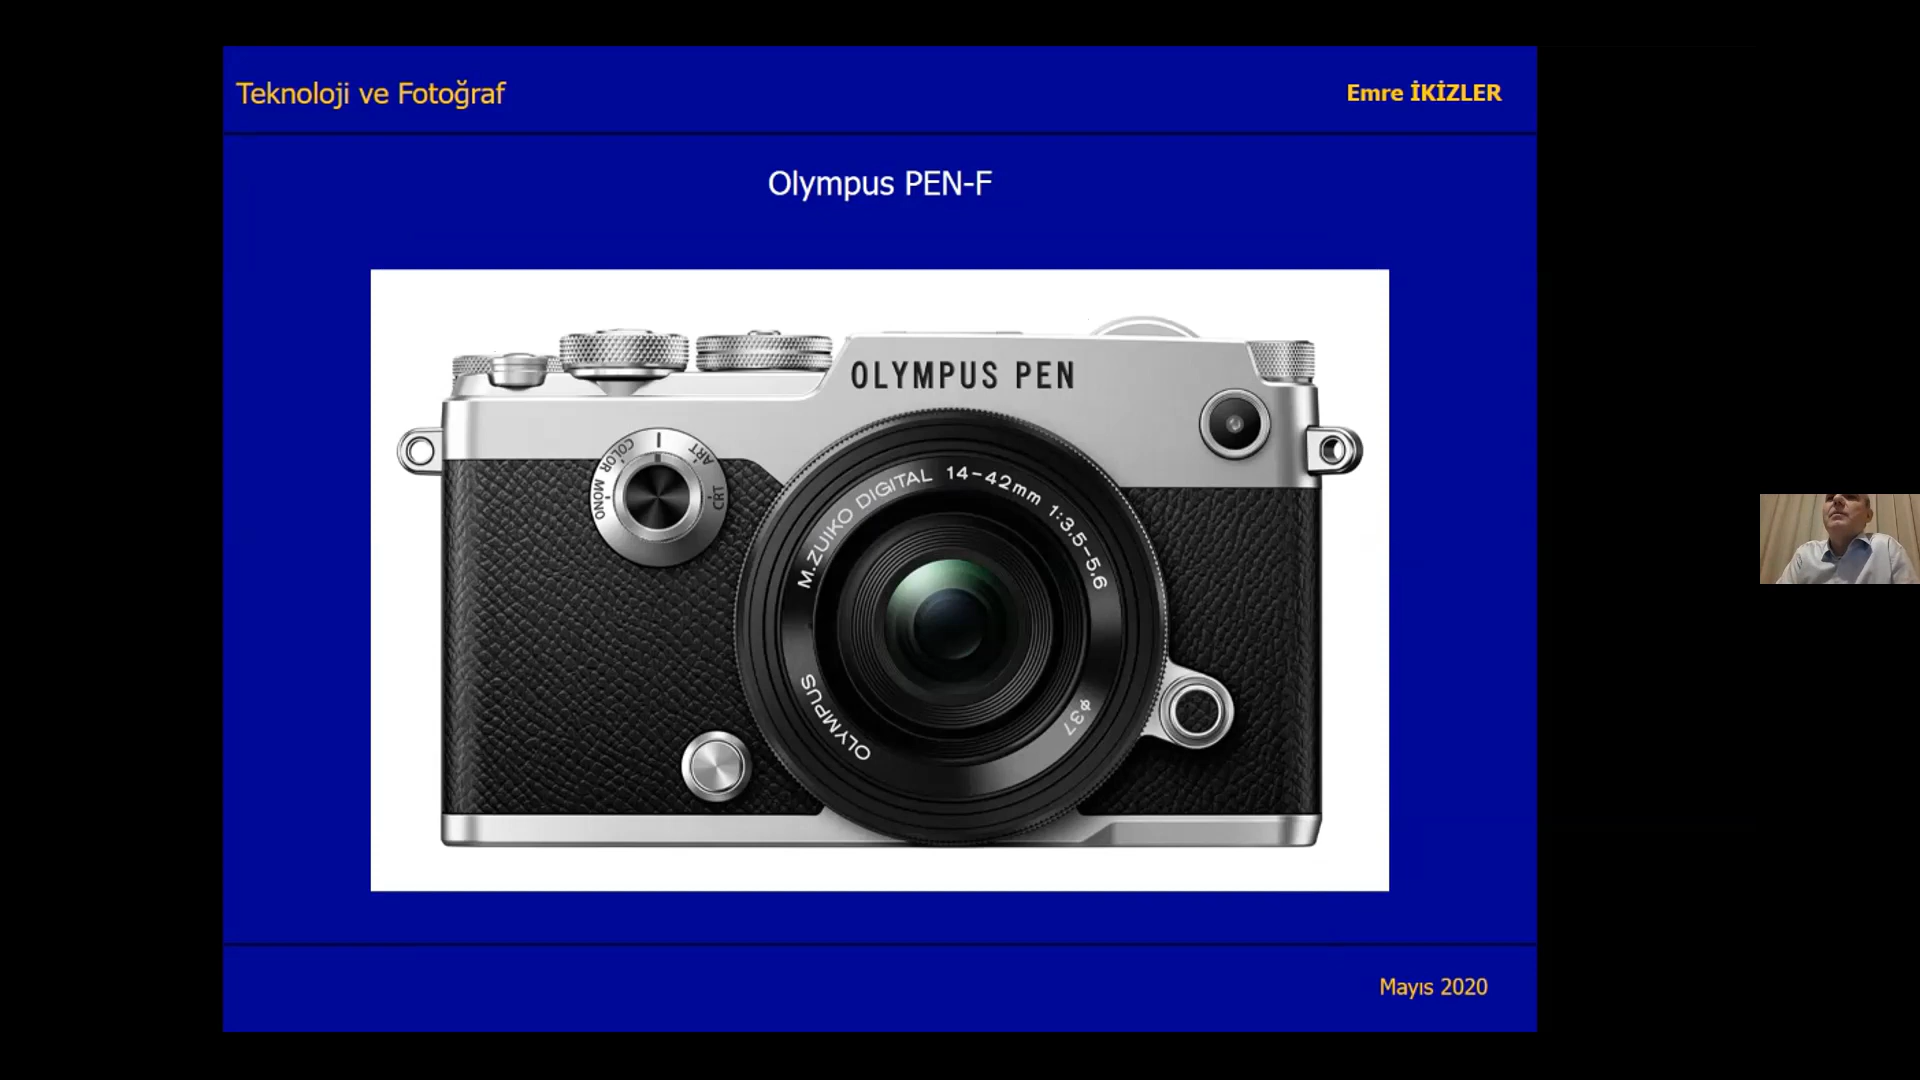 Teknoloji ve Fotoğraf
Emre İKİZLER
Olympus PEN-F
OLYMPUS PEN
COLOR
ART
MONO
CRT
M.ZUIKO DIGITAL 14-42mm 1:3.5-5.6
OLYMPUS
ϕ37
Mayıs 2020